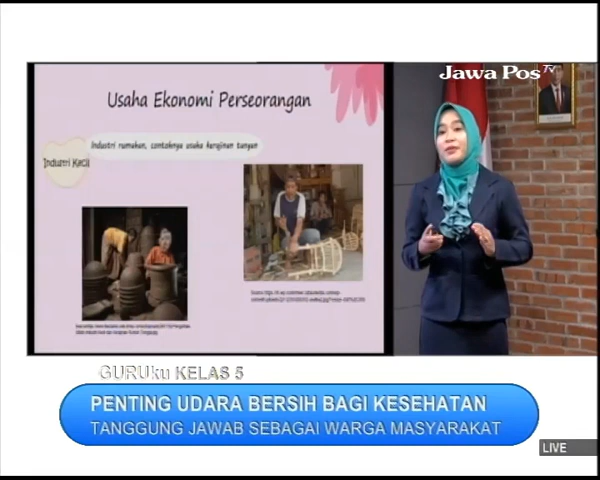 Jawa Pos TV
Usaha Ekonomi Perseorangan
Industri rumahan, contohnya usaha kerajinan tangan
Industri Kecil
GURUku KELAS 5
PENTING UDARA BERSIH BAGI KESEHATAN
TANGGUNG JAWAB SEBAGAI WARGA MASYARAKAT
LIVE